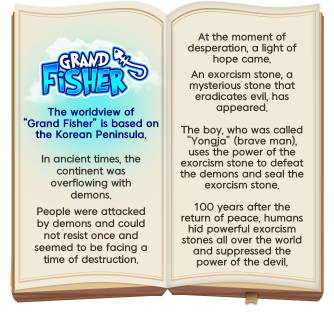 GRAND
FiSHER
The worldview of
"Grand Fisher" is based on
the Korean Peninsula.
In ancient times, the
continent was
overflowing with
demons.
People were attacked
by demons and could
not resist once and
seemed to be facing a
time of destruction.
At the moment of
desperation, a light of
hope came.
An exorcism stone, a
mysterious stone that
eradicates evil, has
appeared.
The boy, who was called
"Yongja" (brave man),
uses the power of the
exorcism stone to defeat
the demons and seal the
exorcism stone.
100 years after the
return of peace, humans
hid powerful exorcism
stones all over the world
and suppressed the
power of the devil.